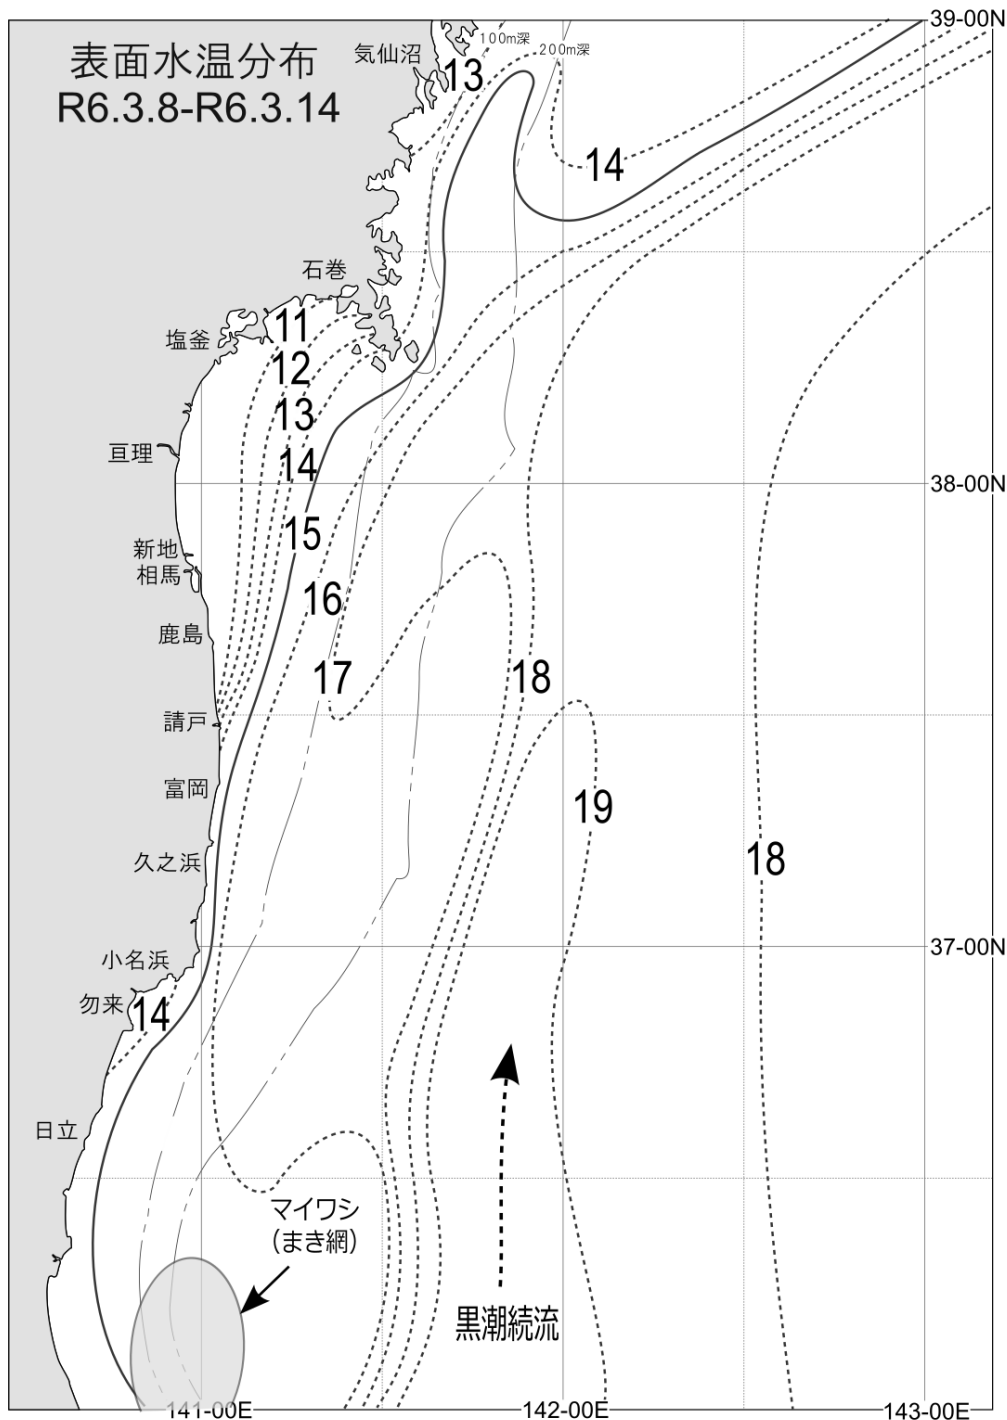 表面水温分布
R6.3.8-R6.3.14
気仙沼
100m深
200m深
39-00N
13
14
石巻
塩釜
11
12
13
亘理
14
38-00N
15
新地
相馬
16
鹿島
17
18
請戸
富岡
19
久之浜
18
37-00N
小名浜
勿来
14
日立
マイワシ
(まき網)
黒潮続流
141-00E
142-00E
143-00E